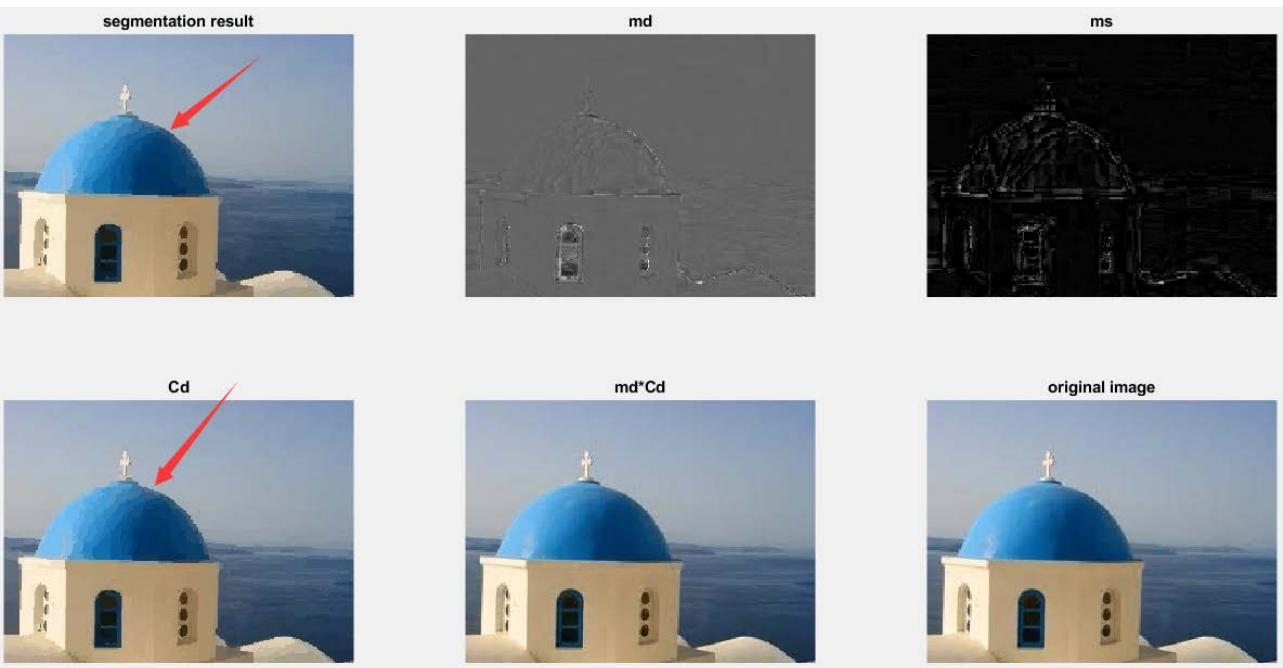 segmentation result
md
ms
Cd
md*Cd
original image